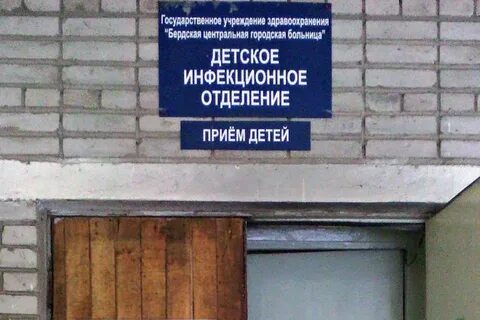 Государственное учреждение здравоохранения
"Бердская центральная городская больница"
ДЕТСКОЕ
ИНФЕКЦИОННОЕ
ОТДЕЛЕНИЕ
ПРИЁМ ДЕТЕЙ